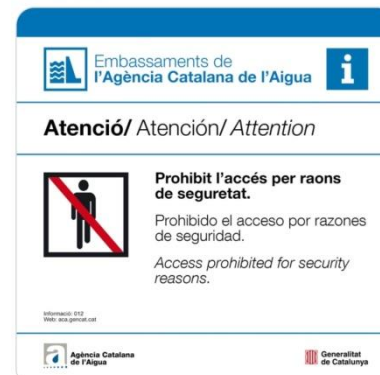 Embassaments de
l'Agència Catalana de l'Aigua
i
Atenció/ Atención/ Attention
Prohibit l'accés per raons
de seguretat.
Prohibido el acceso por razones
de seguridad.
Access prohibited for security
reasons.
Informació: 012
Web: aca.gencat.cat
Agència Catalana
de l'Aigua
Generalitat
de Catalunya